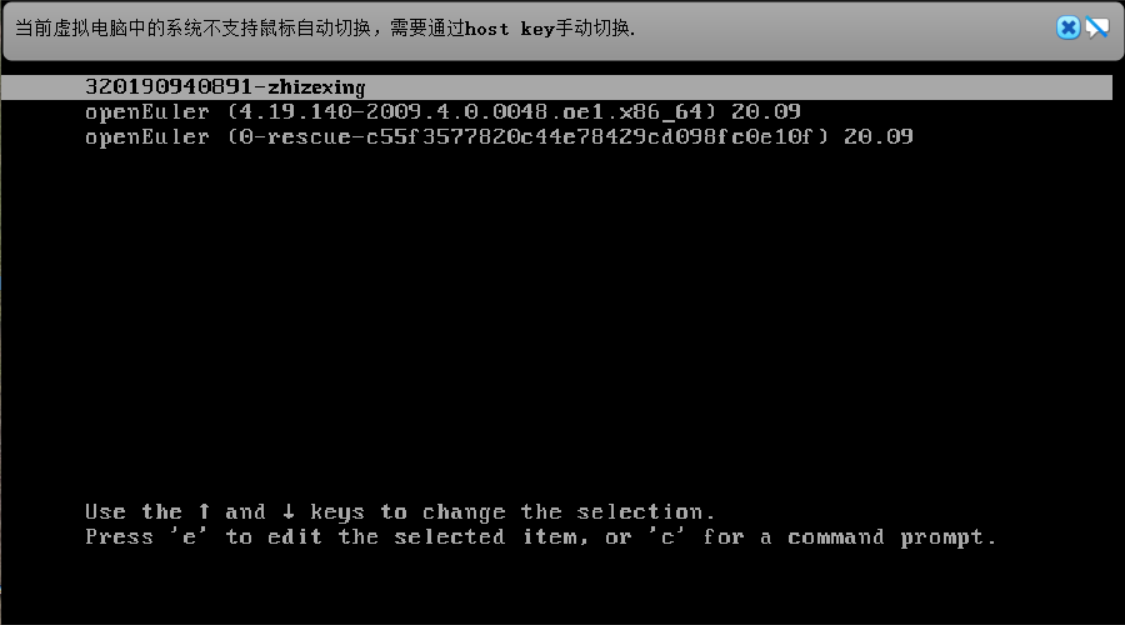 当前虚拟电脑中的系统不支持鼠标自动切换，需要通过host key手动切换.
320190940891-zhizexing
openEuler (4.19.140-2009.4.0.0048.oe1.x86_64) 20.09
openEuler (0-rescue-c55f3577820c44e78429cd098fc0e10f) 20.09
Use the ↑ and ↓ keys to change the selection.
Press 'e' to edit the selected item, or 'c' for a command prompt.